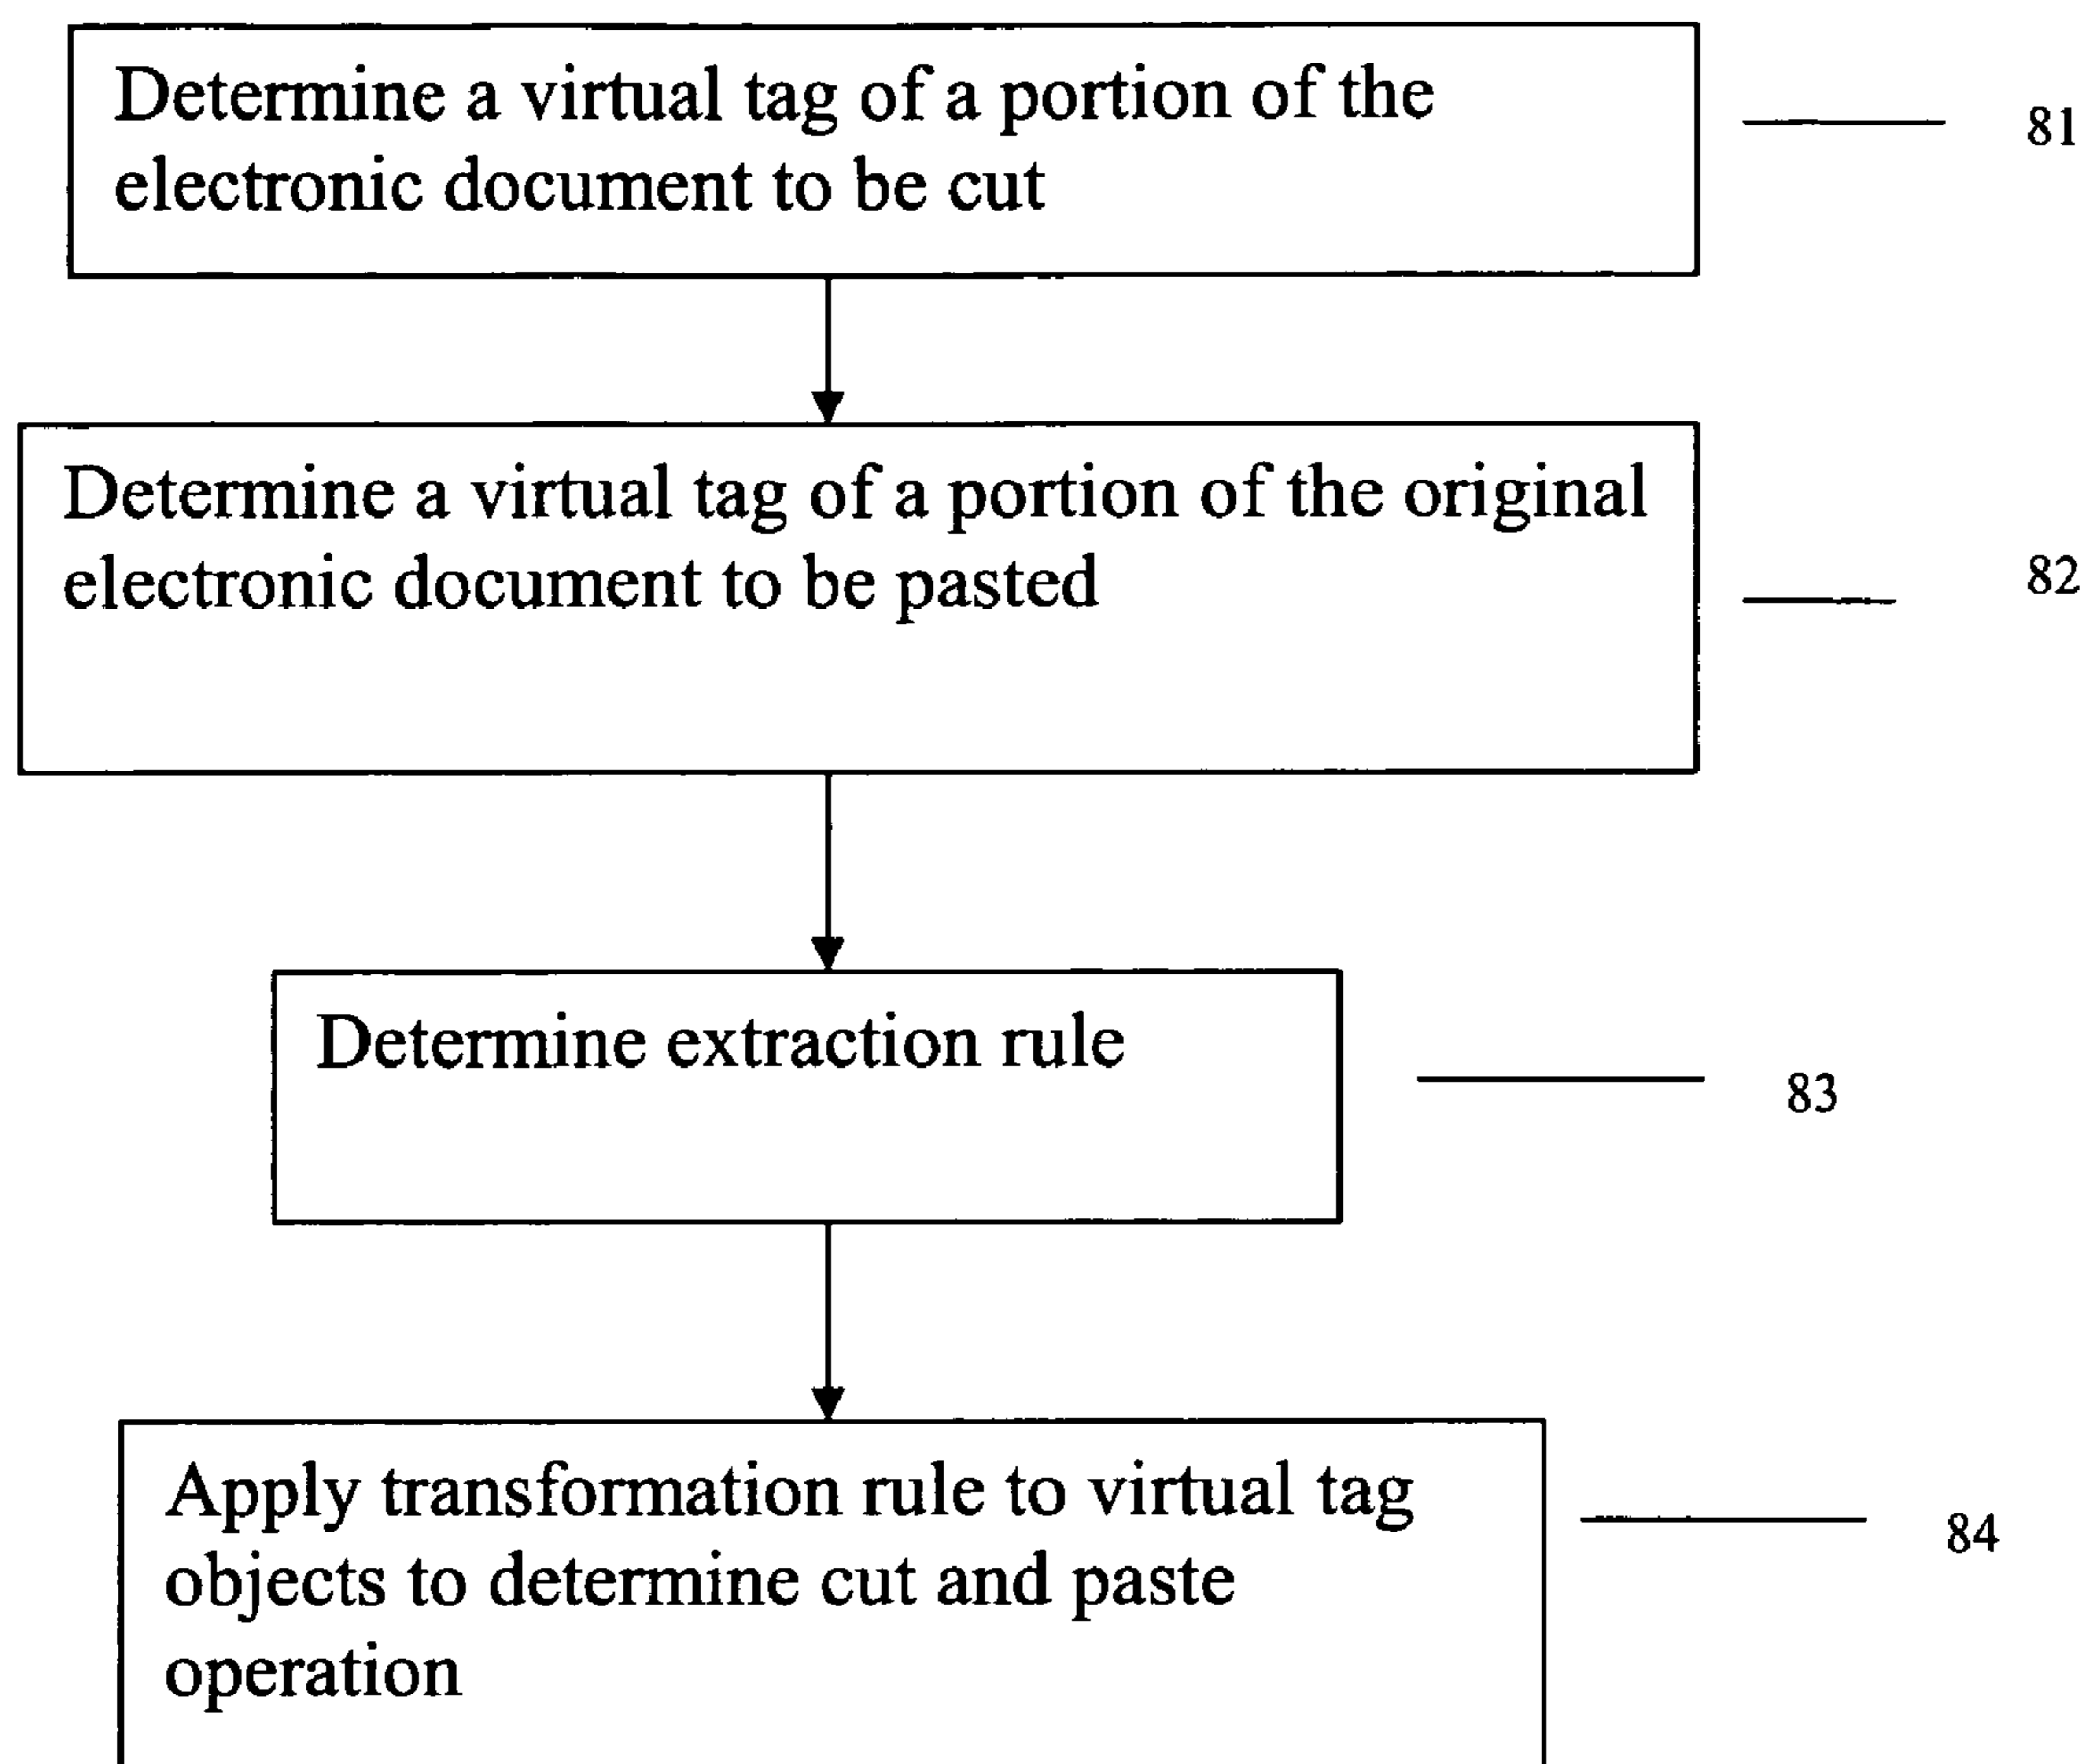 Determine a virtual tag of a portion of the
electronic document to be cut
81
Determine a virtual tag of a portion of the original
electronic document to be pasted
82
Determine extraction rule
83
Apply transformation rule to virtual tag
objects to determine cut and paste
operation
84